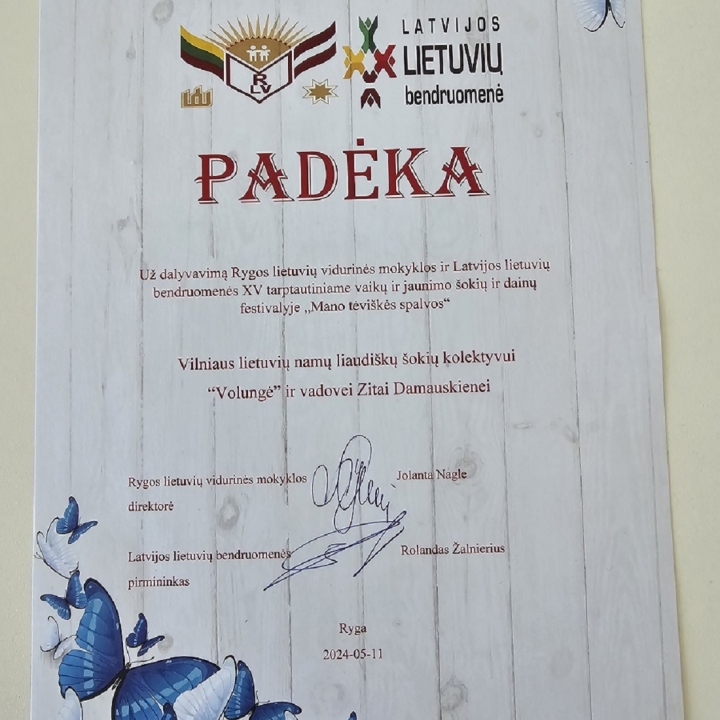 LATVIJOS
LIETUVIŲ
bendruomenė
R
LV
PADĖKA
Už dalyvavimą Rygos lietuvių vidurinės mokyklos ir Latvijos lietuvių
bendruomenės XV tarptautiniame vaikų ir jaunimo šokių ir dainų
festivalyje „Mano tėviškės spalvos“
Vilniaus lietuvių namų liaudiškų šokių kolektyvui
“Volungė” ir vadovei Zitai Damauskienei
Rygos lietuvių vidurinės mokyklos Jolanta Nagle
direktorė
Latvijos lietuvių bendruomenės Rolandas Žalnierius
pirmininkas
Ryga
2024-05-11